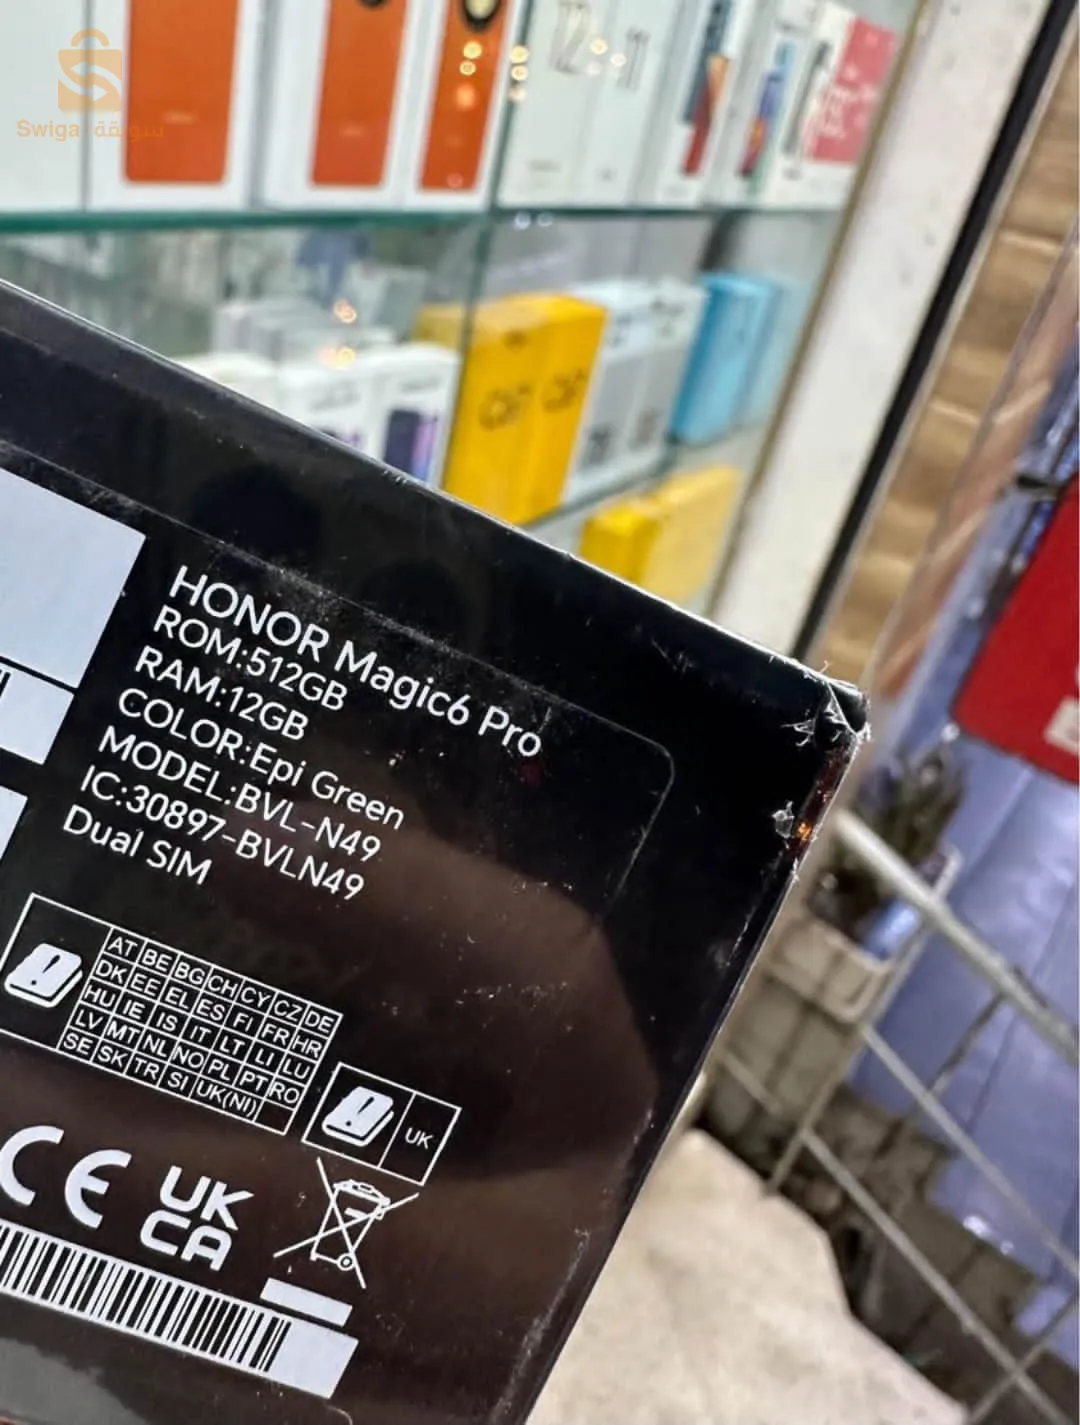 Swiga سويقة
12
HONOR Magic6 Pro
ROM:512GB
RAM:12GB
COLOR:Epi Green
MODEL:BVL-N49
IC:30897-BVLN49
Dual SIM
AT BE BG CH CY CZ DE
DK EE EL ES FI FR HR
HU IE IS IT LT LI LU
LV MT NL NO PL PT RO
SE SK TR SI UK(NI)
UK
CE UK
CA